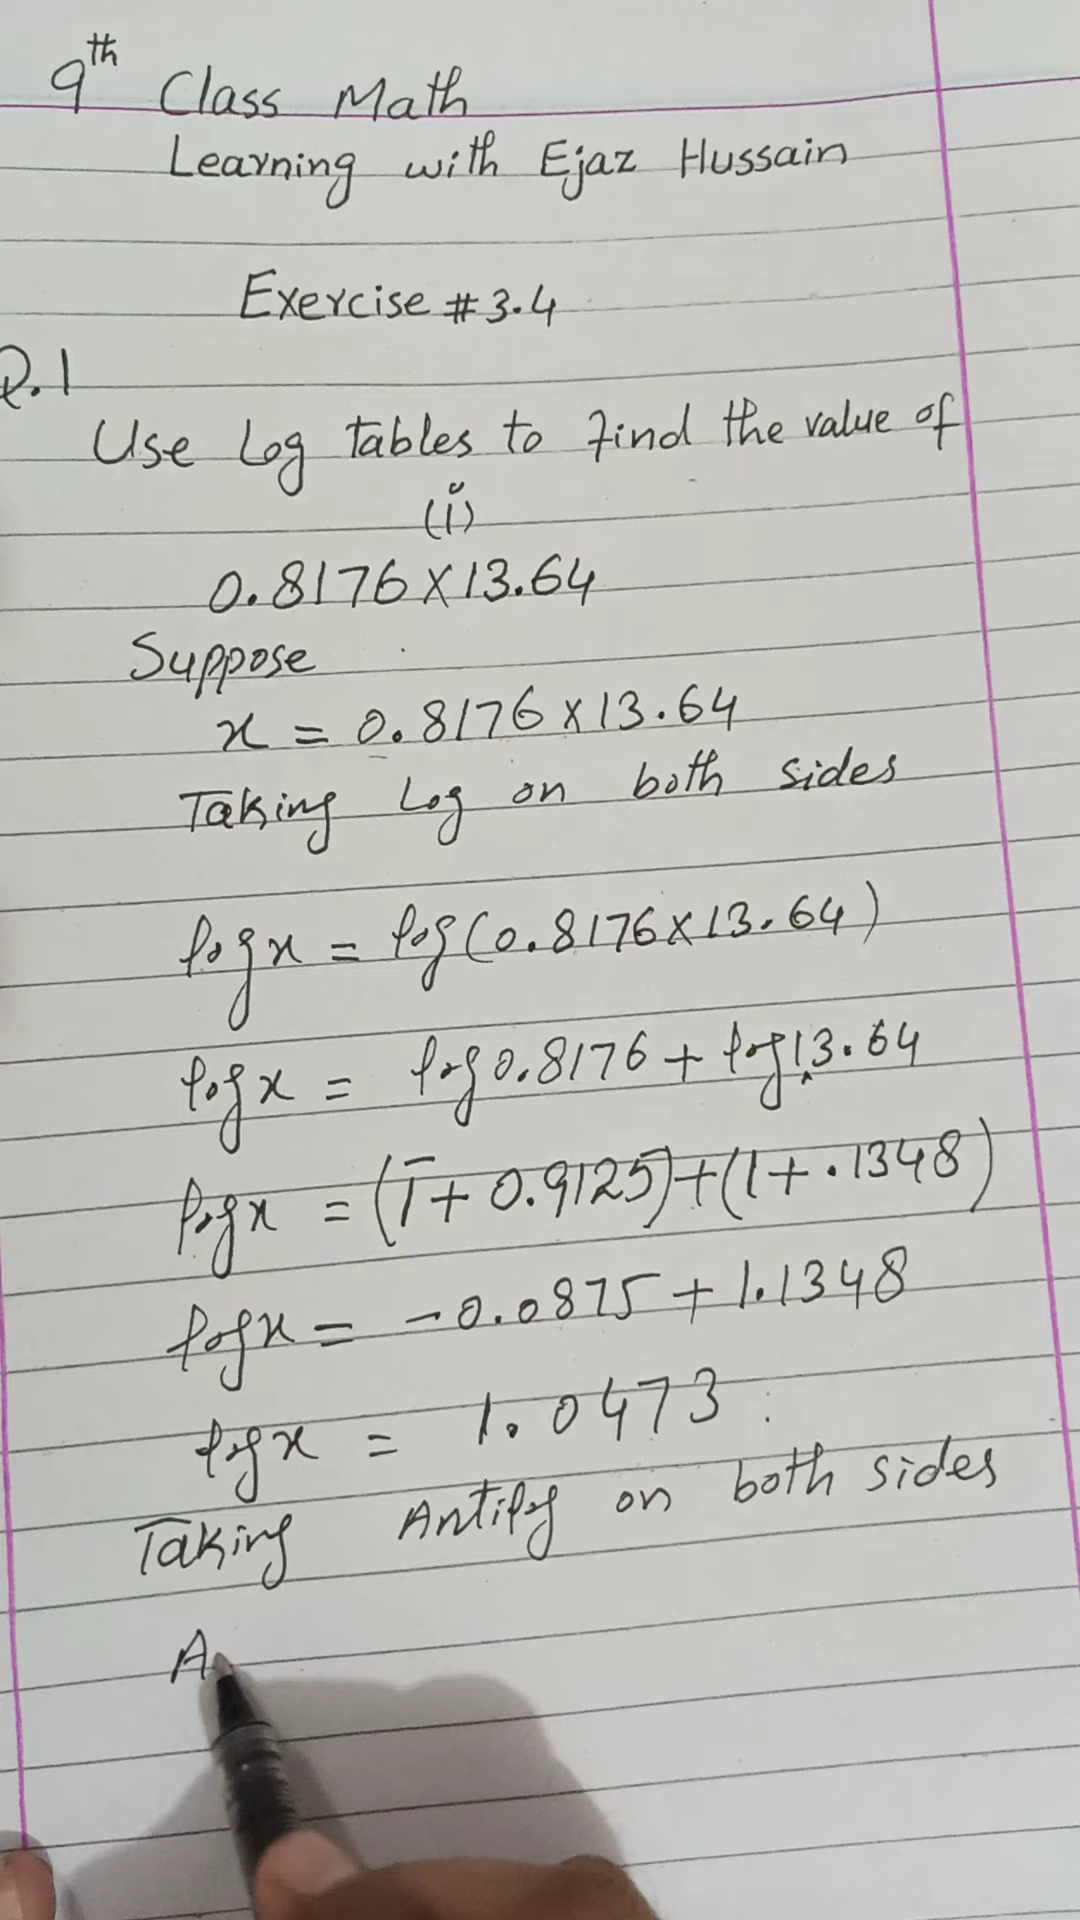 9th Class Math
Learning with Ejaz Hussain
Exercise # 3.4
Q.1
Use Log tables to find the value of
(i)
0.8176 × 13.64
Suppose
x = 0.8176 × 13.64
Taking Log on both sides
log x = log (0.8176 × 13.64)
log x = log 0.8176 + log 13.64
log x = (1̄ + 0.9125) + (1 + .1348)
log x = -0.0875 + 1.1348
log x = 1.0473
Taking Antilog on both sides
A